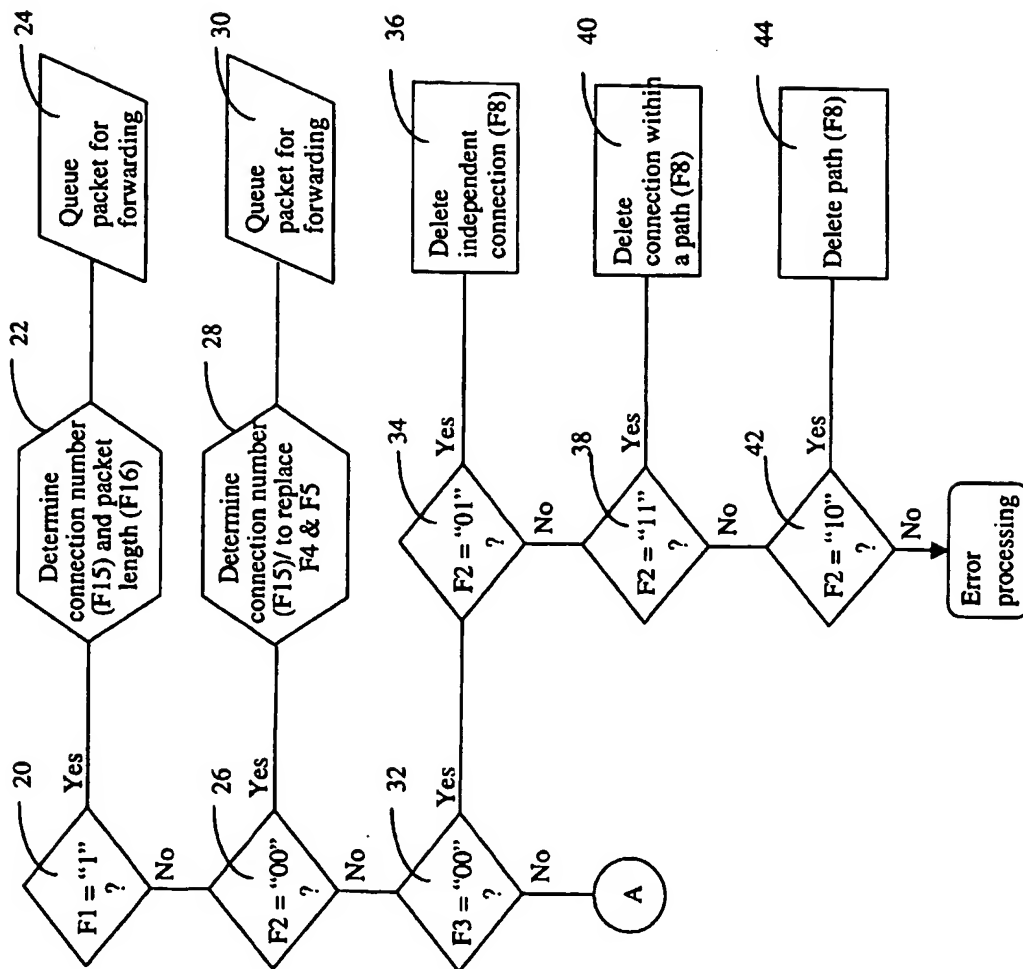 20
F1 = "1"
?
Yes
No
22
Determine
connection number
(F15) and packet
length (F16)
24
Queue
packet for
forwarding
26
F2 = "00"
?
Yes
No
28
Determine
connection number
(F15)/ to replace
F4 & F5
30
Queue
packet for
forwarding
32
F3 = "00"
?
Yes
No
A
34
F2 = "01"
?
Yes
No
36
Delete
independent
connection (F8)
38
F2 = "11"
?
Yes
No
40
Delete
connection within
a path (F8)
42
F2 = "10"
?
Yes
No
44
Delete path (F8)
Error
processing